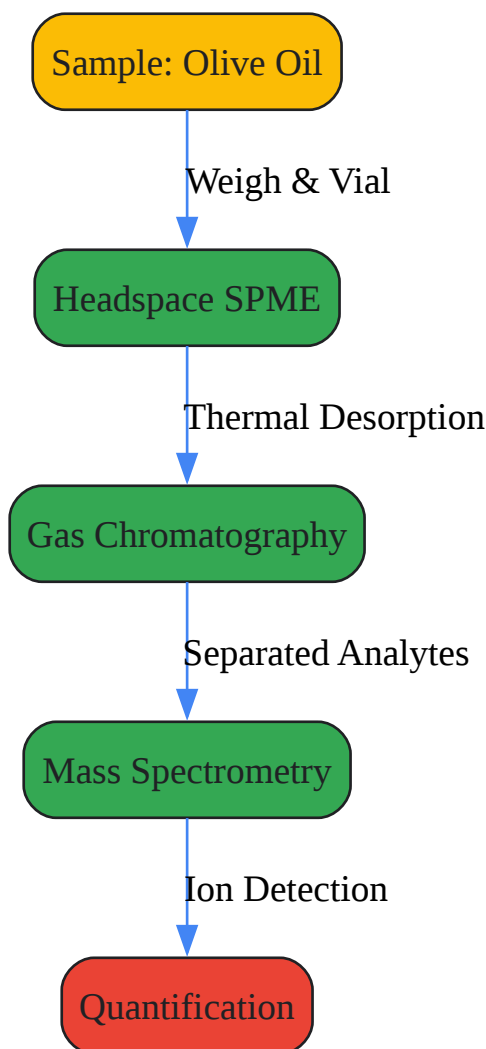 Sample: Olive Oil
Weigh & Vial
Headspace SPME
Thermal Desorption
Gas Chromatography
Separated Analytes
Mass Spectrometry
Ion Detection
Quantification